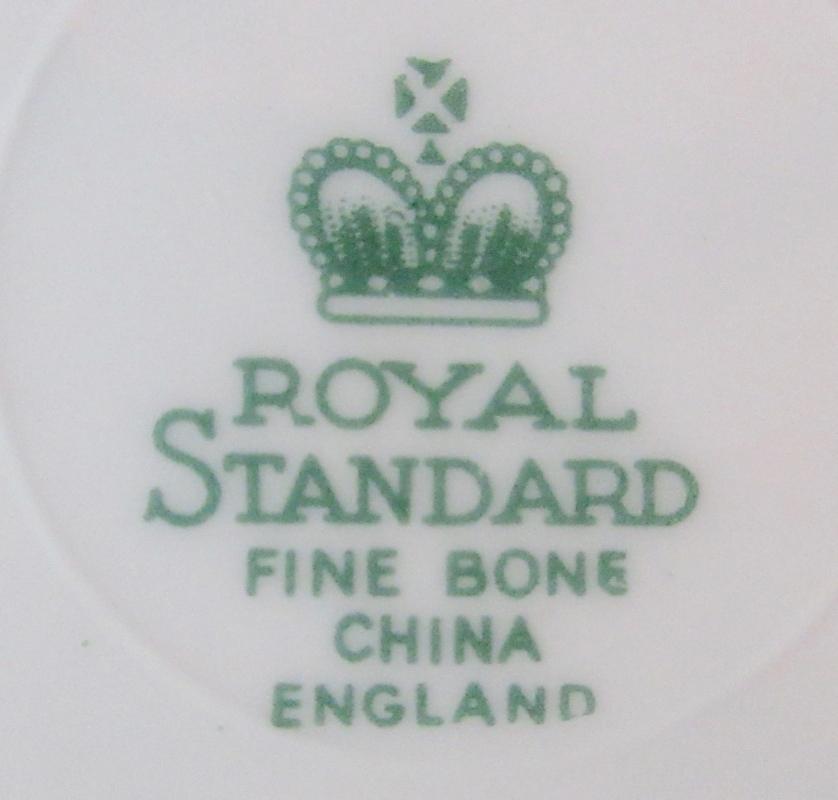 ROYAL
STANDARD
FINE BONE
CHINA
ENGLAND